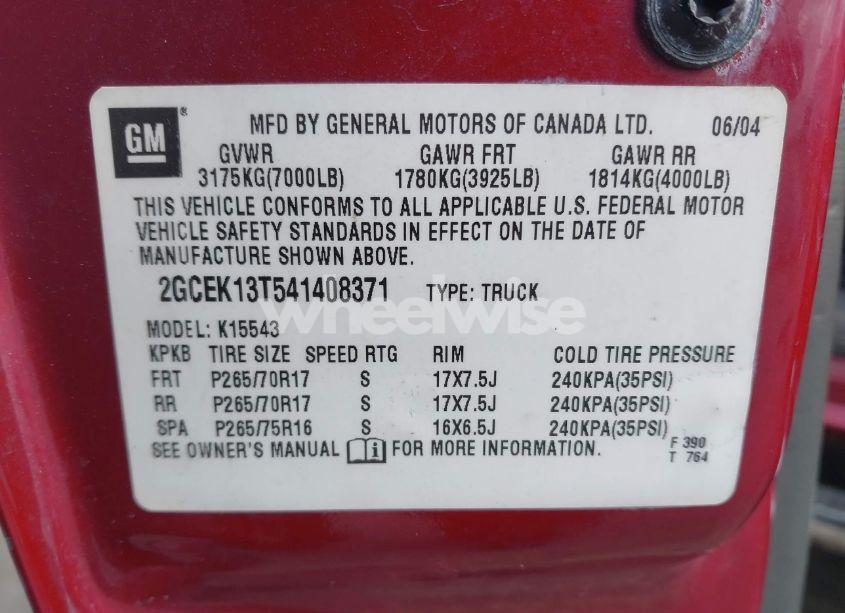 GM ® MFD BY GENERAL MOTORS OF CANADA LTD. 06/04
GVWR GAWR FRT GAWR RR
3175KG(7000LB) 1780KG(3925LB) 1814KG(4000LB)
THIS VEHICLE CONFORMS TO ALL APPLICABLE U.S. FEDERAL MOTOR
VEHICLE SAFETY STANDARDS IN EFFECT ON THE DATE OF
MANUFACTURE SHOWN ABOVE.
2GCEK13T541408371 TYPE: TRUCK
wheelwise
MODEL: K15543
KPKB TIRE SIZE SPEED RTG RIM COLD TIRE PRESSURE
FRT P265/70R17 S 17X7.5J 240KPA(35PSI)
RR P265/70R17 S 17X7.5J 240KPA(35PSI)
SPA P265/75R16 S 16X6.5J 240KPA(35PSI)
SEE OWNER'S MANUAL FOR MORE INFORMATION. F 390
T 764